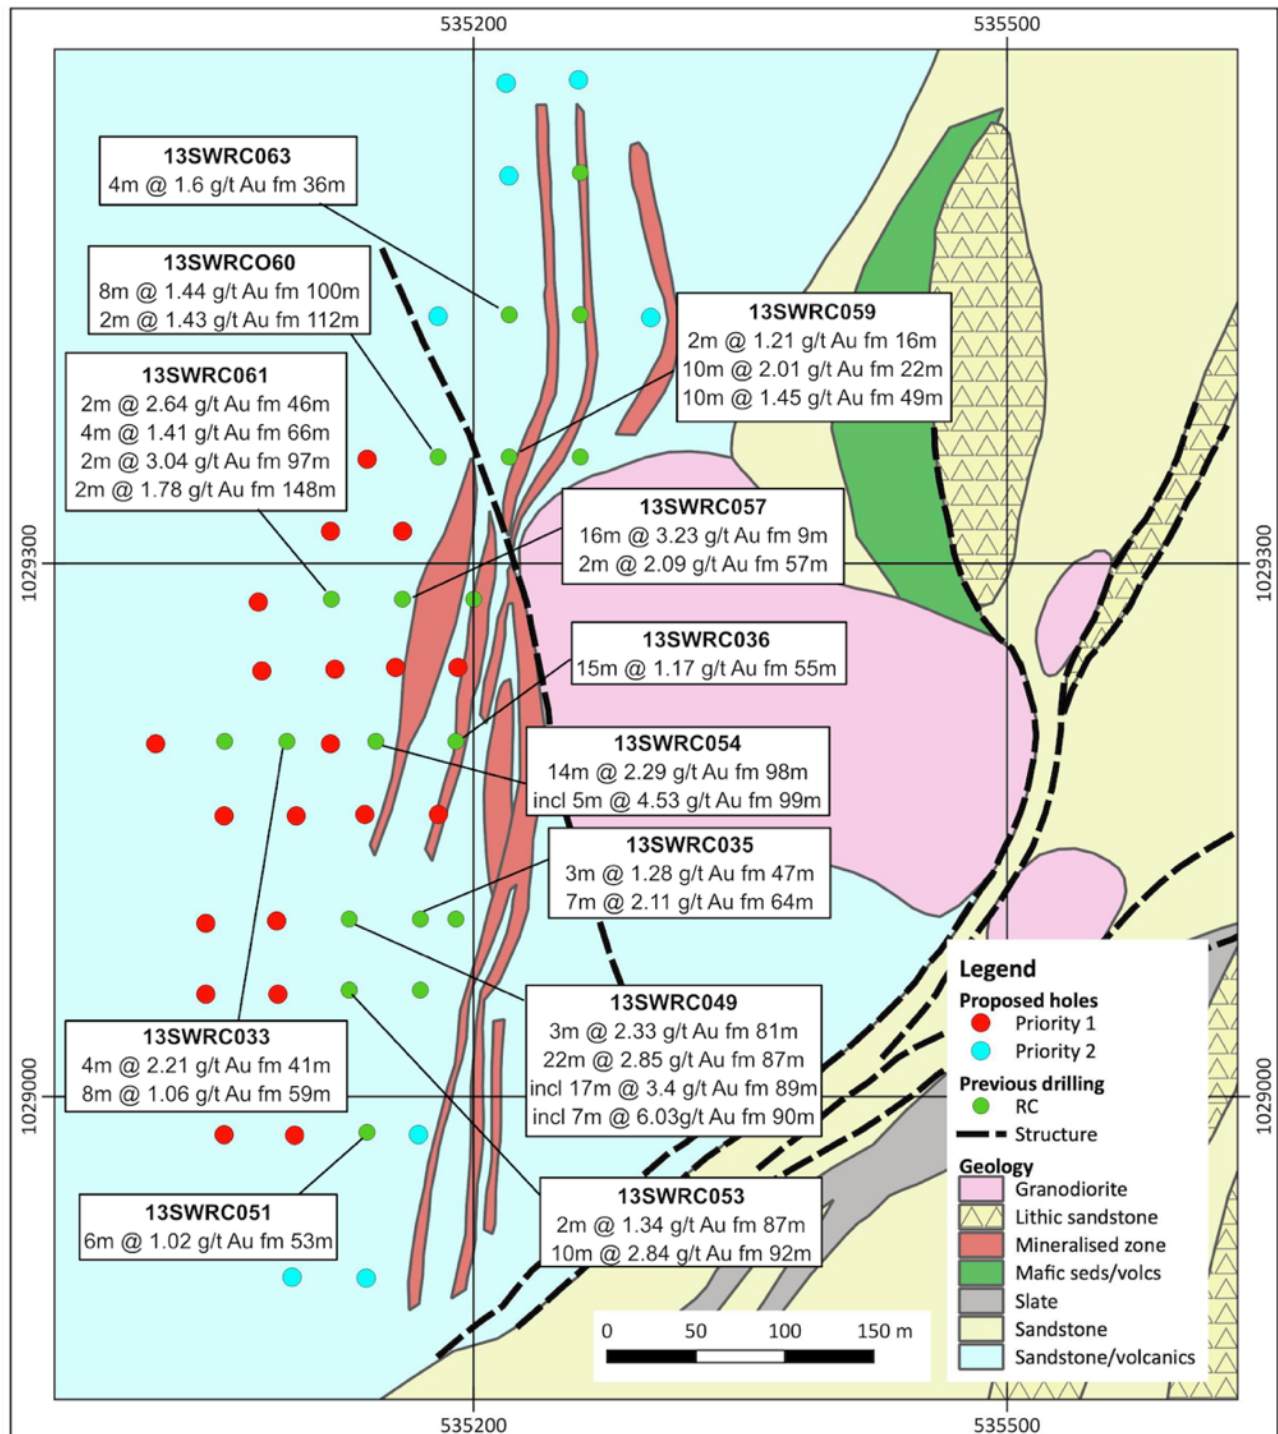 535200
535500
13SWRC063
4m @ 1.6 g/t Au fm 36m
13SWRCO60
8m @ 1.44 g/t Au fm 100m
2m @ 1.43 g/t Au fm 112m
13SWRC059
2m @ 1.21 g/t Au fm 16m
10m @ 2.01 g/t Au fm 22m
10m @ 1.45 g/t Au fm 49m
13SWRC061
2m @ 2.64 g/t Au fm 46m
4m @ 1.41 g/t Au fm 66m
2m @ 3.04 g/t Au fm 97m
2m @ 1.78 g/t Au fm 148m
13SWRC057
16m @ 3.23 g/t Au fm 9m
2m @ 2.09 g/t Au fm 57m
1029300
1029300
13SWRC036
15m @ 1.17 g/t Au fm 55m
13SWRC054
14m @ 2.29 g/t Au fm 98m
incl 5m @ 4.53 g/t Au fm 99m
13SWRC035
3m @ 1.28 g/t Au fm 47m
7m @ 2.11 g/t Au fm 64m
13SWRC049
3m @ 2.33 g/t Au fm 81m
22m @ 2.85 g/t Au fm 87m
incl 17m @ 3.4 g/t Au fm 89m
incl 7m @ 6.03g/t Au fm 90m
13SWRC033
4m @ 2.21 g/t Au fm 41m
8m @ 1.06 g/t Au fm 59m
1029000
1029000
13SWRC053
2m @ 1.34 g/t Au fm 87m
10m @ 2.84 g/t Au fm 92m
13SWRC051
6m @ 1.02 g/t Au fm 53m
Legend
Proposed holes
Priority 1
Priority 2
Previous drilling
RC
Structure
Geology
Granodiorite
Lithic sandstone
Mineralised zone
Mafic seds/volcs
Slate
Sandstone
Sandstone/volcanics
0 50 100 150 m
535200
535500